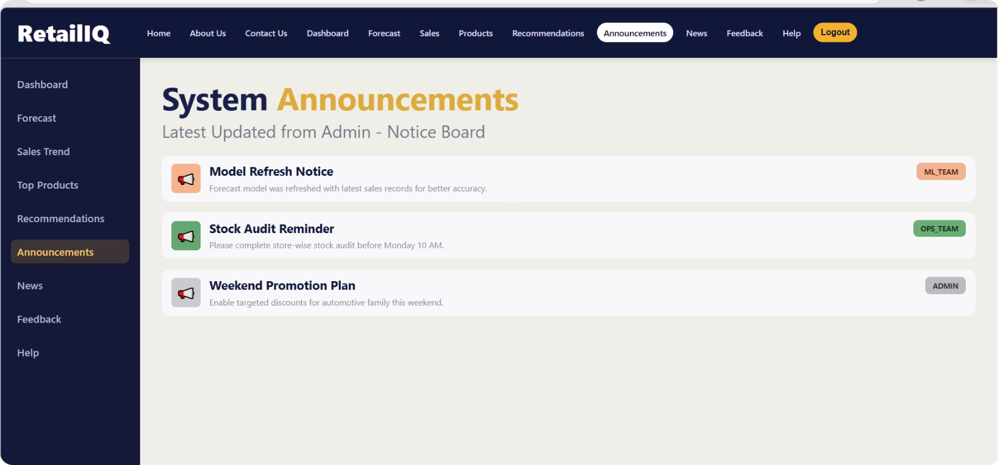 RetailIQ
Home About Us Contact Us Dashboard Forecast Sales Products Recommendations Announcements News Feedback Help Logout
Dashboard
Forecast
Sales Trend
Top Products
Recommendations
Announcements
News
Feedback
Help
System Announcements
Latest Updated from Admin - Notice Board
Model Refresh Notice
ML_TEAM
Forecast model was refreshed with latest sales records for better accuracy.
Stock Audit Reminder
OPS_TEAM
Please complete store-wise stock audit before Monday 10 AM.
Weekend Promotion Plan
ADMIN
Enable targeted discounts for automotive family this weekend.